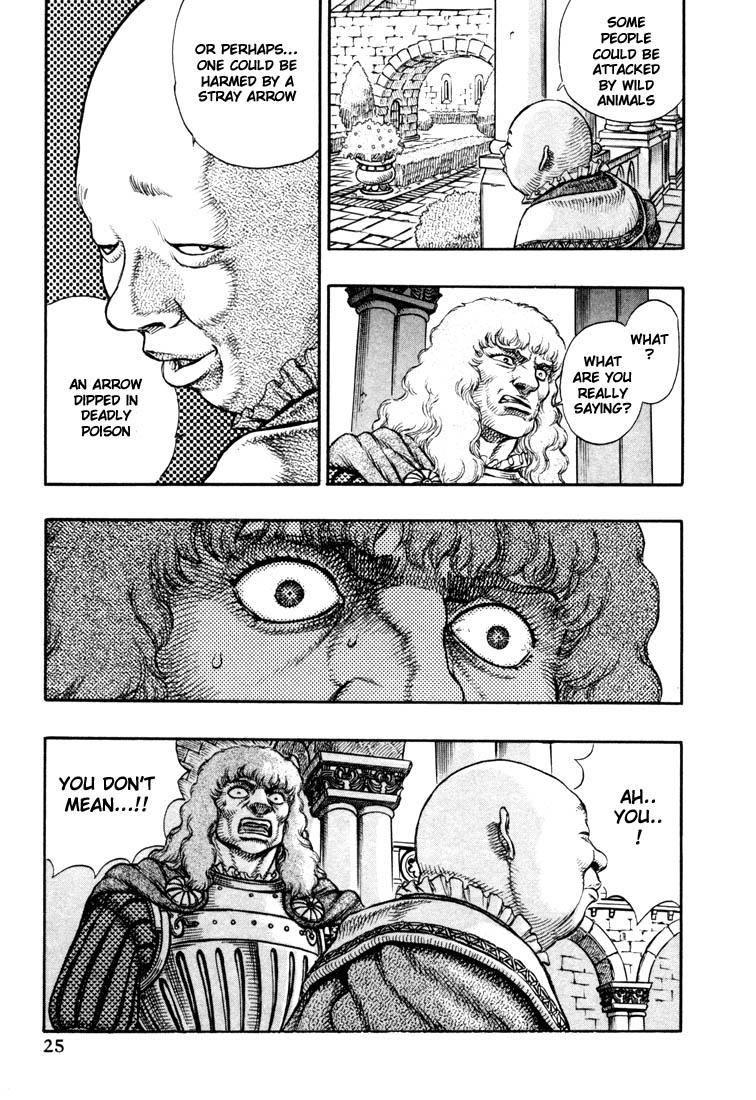 SOME
PEOPLE
COULD BE
ATTACKED
BY WILD
ANIMALS
OR PERHAPS...
ONE COULD BE
HARMED BY A
STRAY ARROW
AN ARROW
DIPPED IN
DEADLY
POISON
WHAT
?
WHAT
ARE YOU
REALLY
SAYING?
AH..
YOU..
!
YOU DON'T
MEAN...!!
25